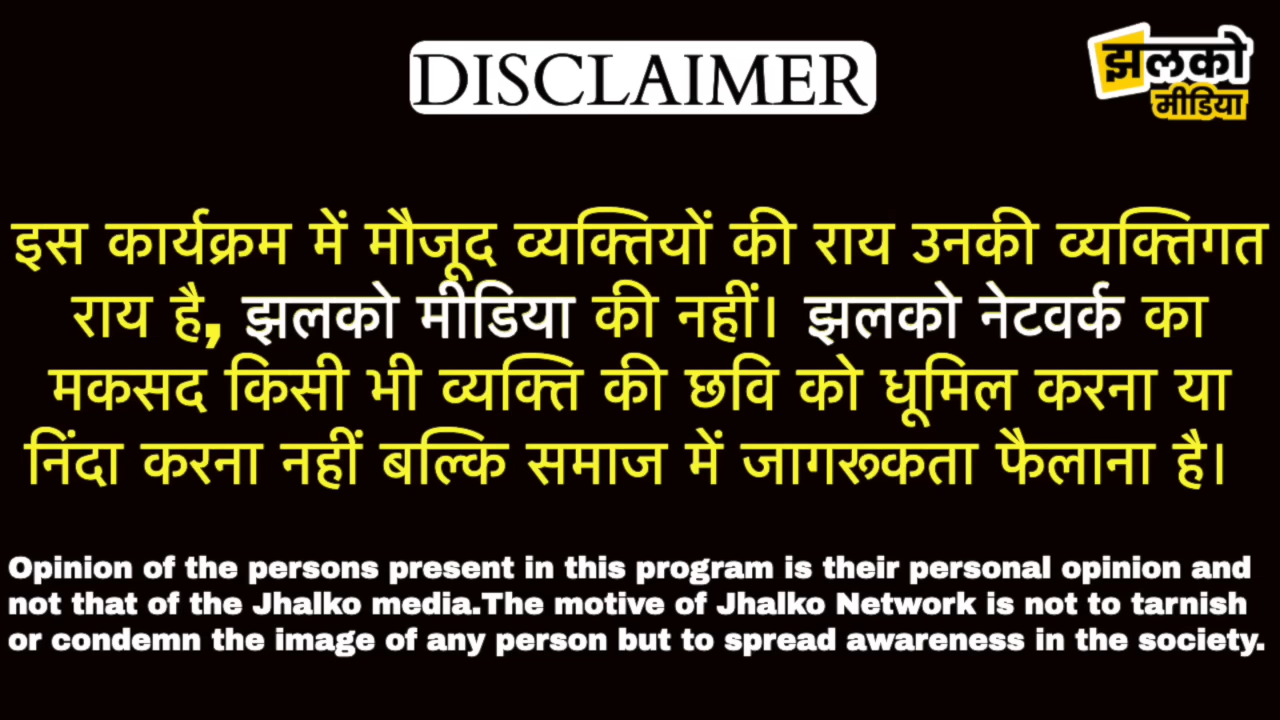 DISCLAIMER
झलको
मीडिया
इस कार्यक्रम में मौजूद व्यक्तियों की राय उनकी व्यक्तिगत
राय है, झलको मीडिया की नहीं। झलको नेटवर्क का
मकसद किसी भी व्यक्ति की छवि को धूमिल करना या
निंदा करना नहीं बल्कि समाज में जागरूकता फैलाना है।
Opinion of the persons present in this program is their personal opinion and
not that of the Jhalko media.The motive of Jhalko Network is not to tarnish
or condemn the image of any person but to spread awareness in the society.